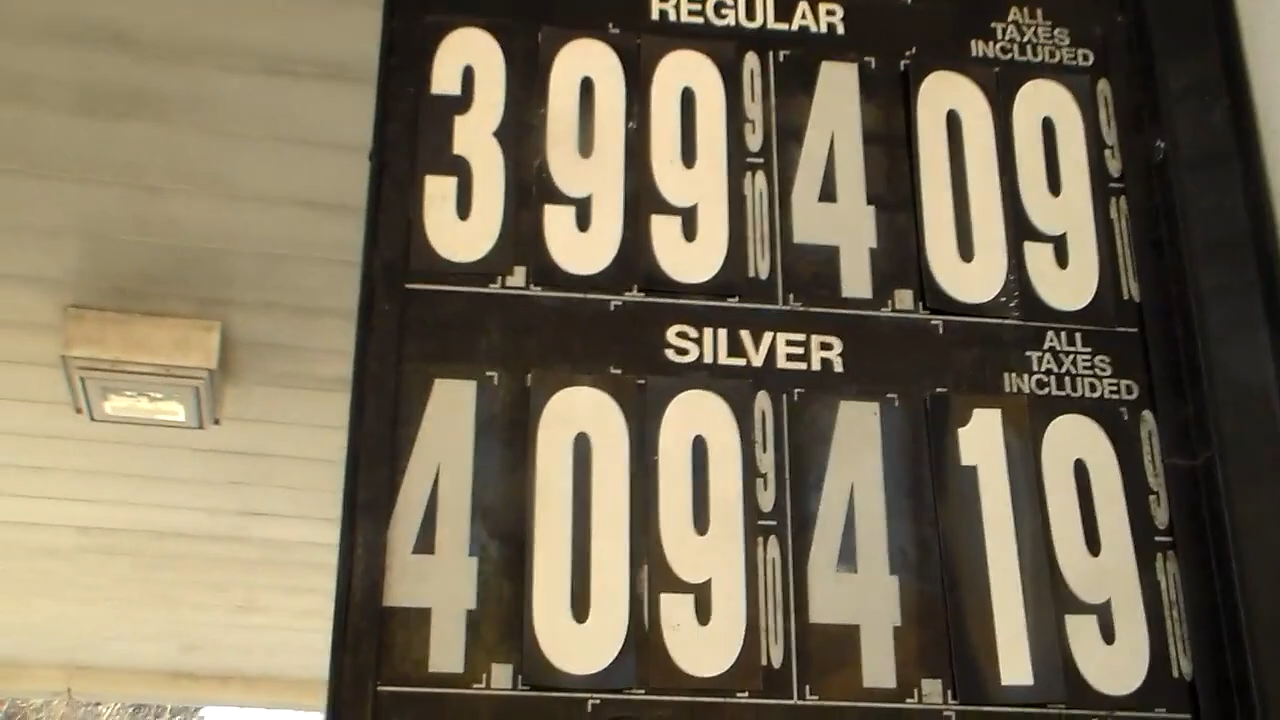 REGULAR
ALL
TAXES
INCLUDED
3.99 9/10 4.09 9/10
SILVER
ALL
TAXES
INCLUDED
4.09 9/10 4.19 9/10